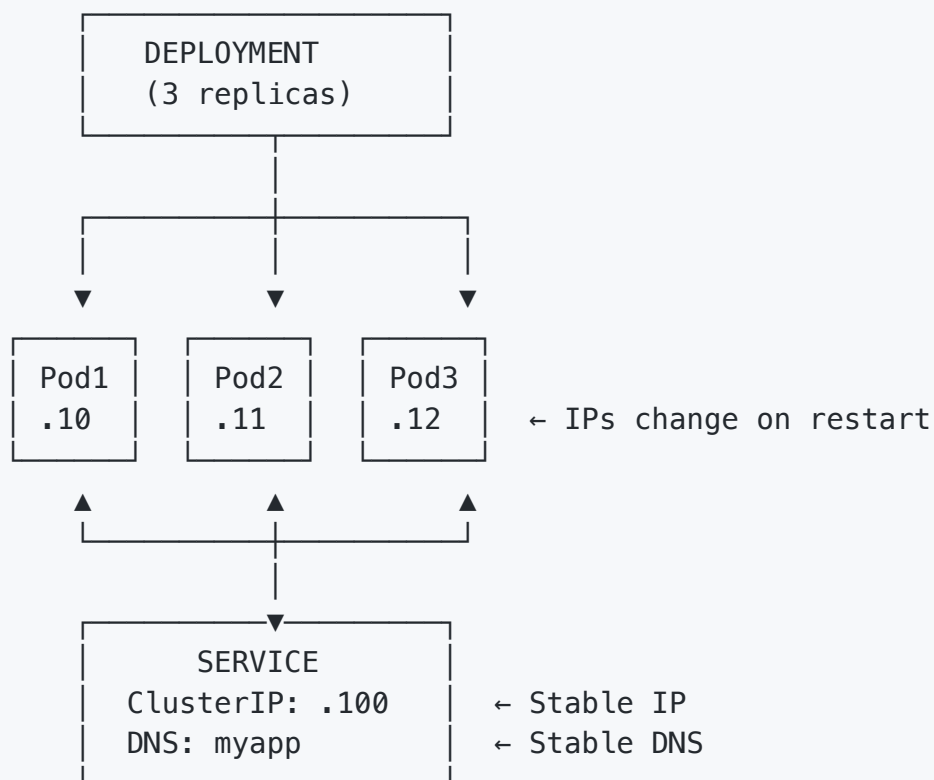 DEPLOYMENT
(3 replicas)
Pod1 Pod2 Pod3
.10 .11 .12 ← IPs change on restart
SERVICE
ClusterIP: .100 ← Stable IP
DNS: myapp ← Stable DNS